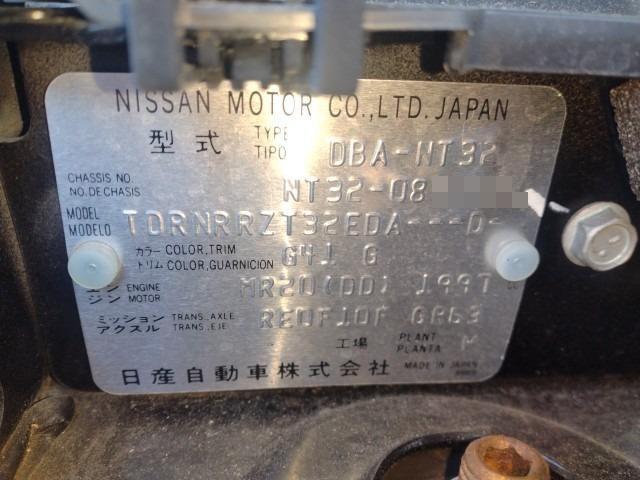 NISSAN MOTOR CO.,LTD.JAPAN
型式 TYPE TIPO DBA-NT32
CHASSIS NO. NO.DE CHASIS NT32-08
MODEL MODELO TDRNRRZT32EDA---D-
カラー COLOR,TRIM トリム COLOR,GUARNICION G41 G
エンジン ENGINE MOTOR MR20(DD) 1997 cc
ミッション TRANS.,AXLE アクスル TRANS.,EJE RE0F10F GR63
工場 PLANT PLANTA M
日産自動車株式会社 MADE IN JAPAN